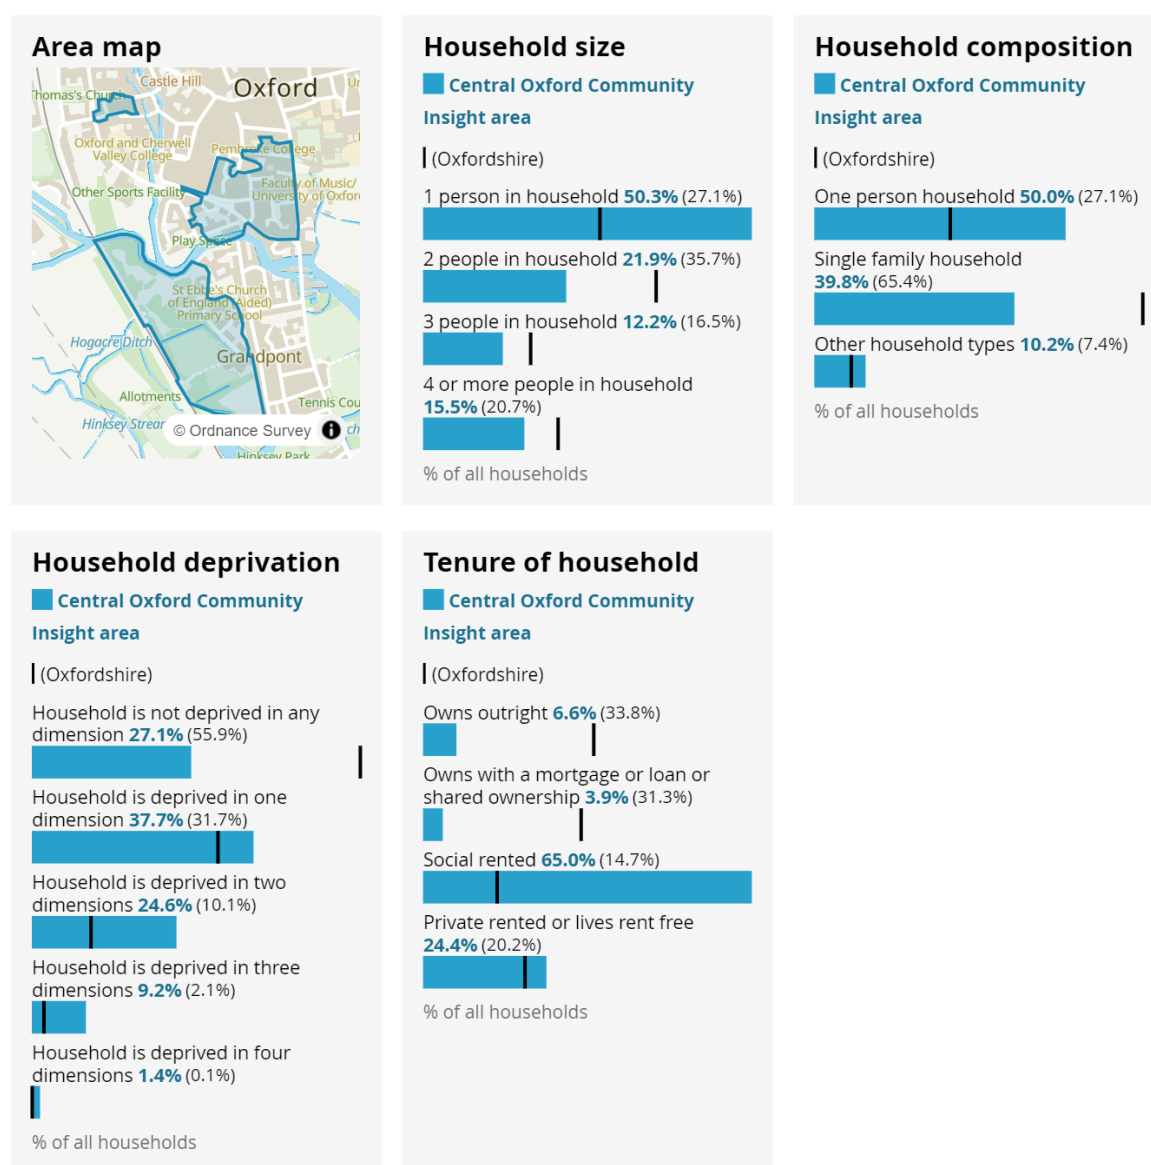 Area map
Castle Hill
Oxford
Thomas's Church
Oxford and Cherwell
Valley College
Pembroke College
Other Sports Facility
Faculty of Music/
University of Oxford
Play Space
St Ebbe's Church
of England (Aided)
Primary School
Hogacre Ditch
Grandpont
Allotments
Tennis Cou
Hinksey Strear
© Ordnance Survey
ch
Hinksey Park
Household size
Central Oxford Community
Insight area
(Oxfordshire)
1 person in household 50.3% (27.1%)
2 people in household 21.9% (35.7%)
3 people in household 12.2% (16.5%)
4 or more people in household
15.5% (20.7%)
% of all households
Household composition
Central Oxford Community
Insight area
(Oxfordshire)
One person household 50.0% (27.1%)
Single family household
39.8% (65.4%)
Other household types 10.2% (7.4%)
% of all households
Household deprivation
Central Oxford Community
Insight area
(Oxfordshire)
Household is not deprived in any
dimension 27.1% (55.9%)
Household is deprived in one
dimension 37.7% (31.7%)
Household is deprived in two
dimensions 24.6% (10.1%)
Household is deprived in three
dimensions 9.2% (2.1%)
Household is deprived in four
dimensions 1.4% (0.1%)
% of all households
Tenure of household
Central Oxford Community
Insight area
(Oxfordshire)
Owns outright 6.6% (33.8%)
Owns with a mortgage or loan or
shared ownership 3.9% (31.3%)
Social rented 65.0% (14.7%)
Private rented or lives rent free
24.4% (20.2%)
% of all households